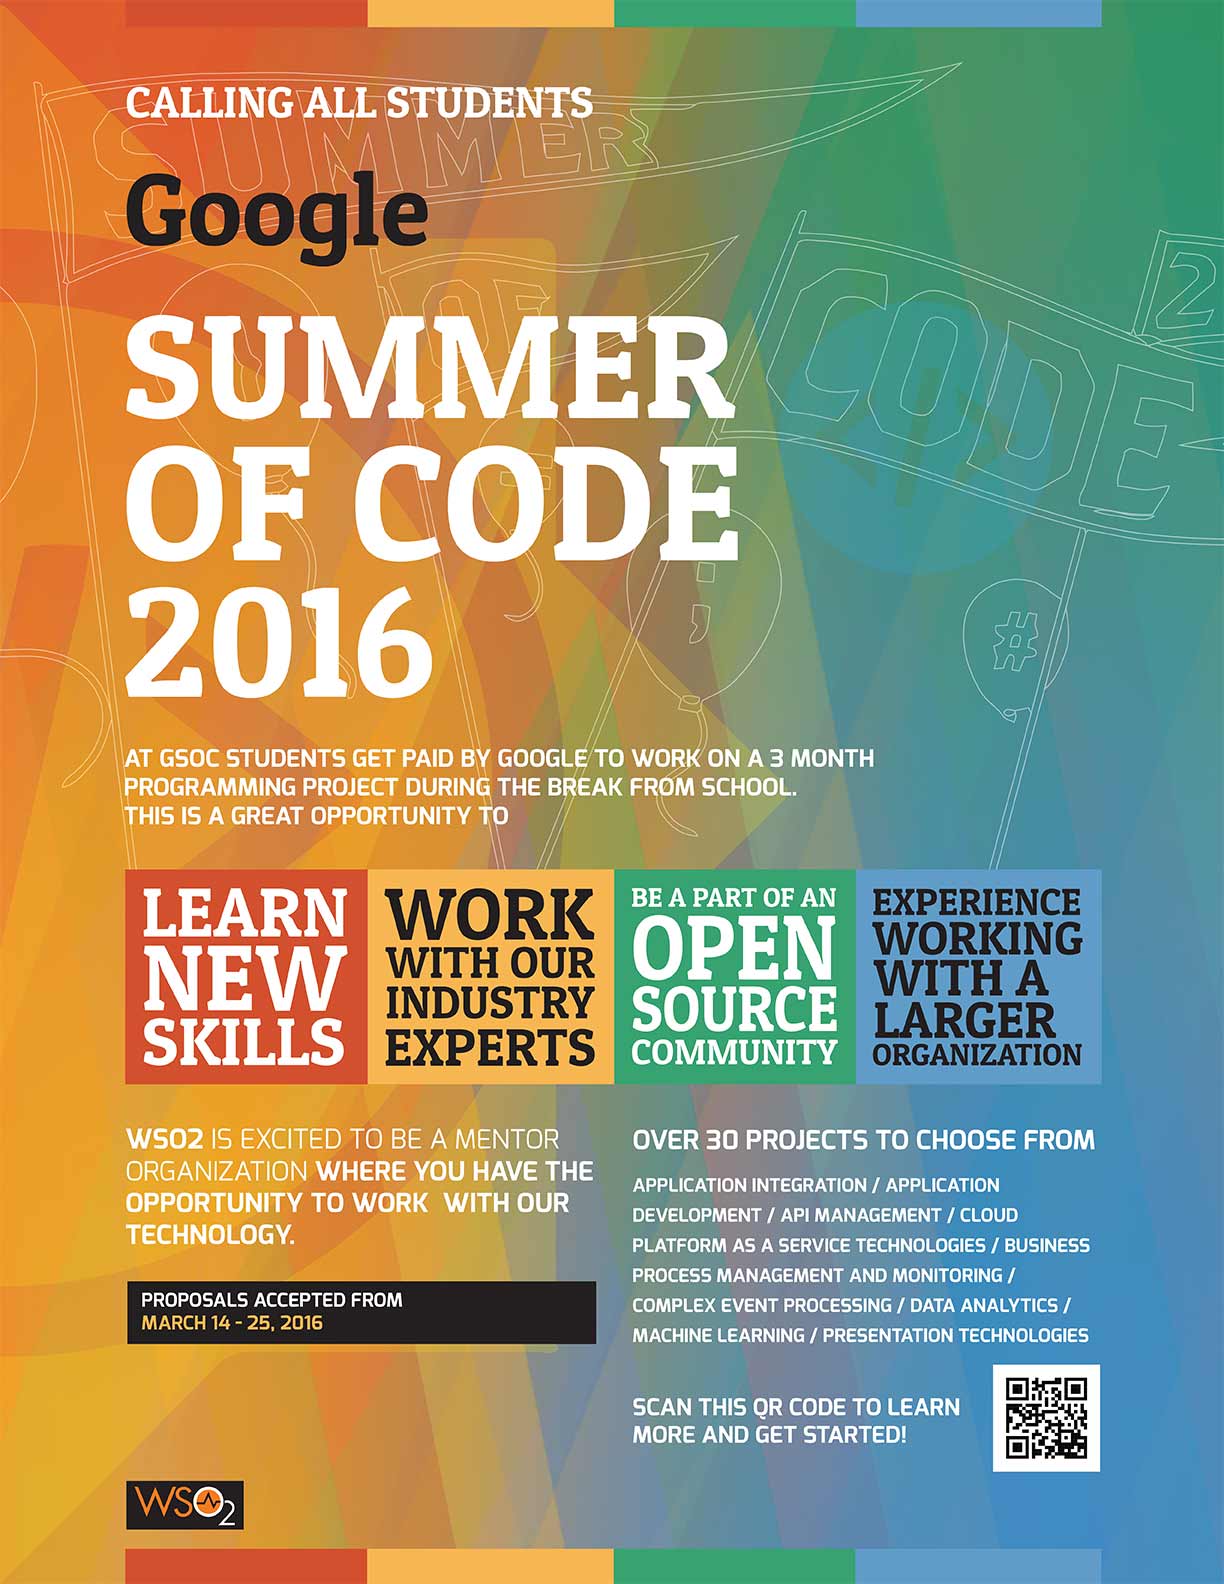 CALLING ALL STUDENTS
SUMMER
Google
OF
CODE
2
SUMMER
OF CODE
2016
</>
:
;
#
AT GSOC STUDENTS GET PAID BY GOOGLE TO WORK ON A 3 MONTH
PROGRAMMING PROJECT DURING THE BREAK FROM SCHOOL.
THIS IS A GREAT OPPORTUNITY TO
LEARN
NEW
SKILLS
WORK
WITH OUR
INDUSTRY
EXPERTS
BE A PART OF AN
OPEN
SOURCE
COMMUNITY
EXPERIENCE
WORKING
WITH A
LARGER
ORGANIZATION
WSO2 IS EXCITED TO BE A MENTOR
ORGANIZATION WHERE YOU HAVE THE
OPPORTUNITY TO WORK WITH OUR
TECHNOLOGY.
PROPOSALS ACCEPTED FROM
MARCH 14 - 25, 2016
OVER 30 PROJECTS TO CHOOSE FROM
APPLICATION INTEGRATION / APPLICATION
DEVELOPMENT / API MANAGEMENT / CLOUD
PLATFORM AS A SERVICE TECHNOLOGIES / BUSINESS
PROCESS MANAGEMENT AND MONITORING /
COMPLEX EVENT PROCESSING / DATA ANALYTICS /
MACHINE LEARNING / PRESENTATION TECHNOLOGIES
SCAN THIS QR CODE TO LEARN
MORE AND GET STARTED!
WSO2